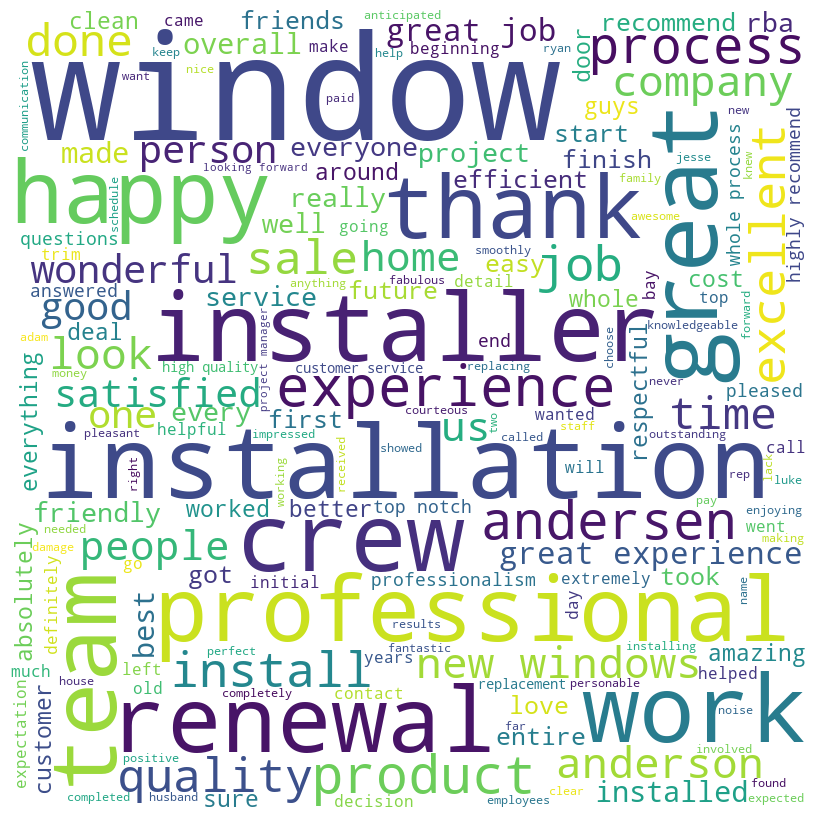 anticipated
clean
came
friends
great job
recommend
rba
done
overall
make
beginning
keep
help
ryan
process
window
want
nice
door
company
communication
paid
great
new
guys
made
person
everyone
project
start
whole process
excellent
highly recommend
looking forward
around
efficient
finish
jesse
happy
thank
family
schedule
really
well
going
awesome
knew
questions
trim
sale
home
smoothly
easy
job
wonderful
anything
fabulous
detail
whole
bay
cost
top
answered
service
future
good
installer
respectful
knowledgeable
forward
deal
end
choose
adam
look
high quality
project manager
customer service
replacing
never
money
satisfied
experience
pleased
everything
one
every
first
courteous
wanted
time
us
two
helpful
pleasant
impressed
called
staff
outstanding
call
right
installation
showed
working
received
will
rep
lack
luke
friendly
worked
better
top notch
andersen
pay
enjoying
went
needed
crew
people
great experience
making
damage
absolutely
definitely
go
got
initial
professionalism
extremely
took
day
name
team
best
professional
results
perfect
fantastic
installing
much
left
install
years
new windows
amazing
house
old
completely
contact
replacement
personable
helped
expectation
customer
renewal
love
far
noise
work
entire
positive
quality
product
anderson
involved
found
completed
husband
sure
decision
employees
clear
installed
expected